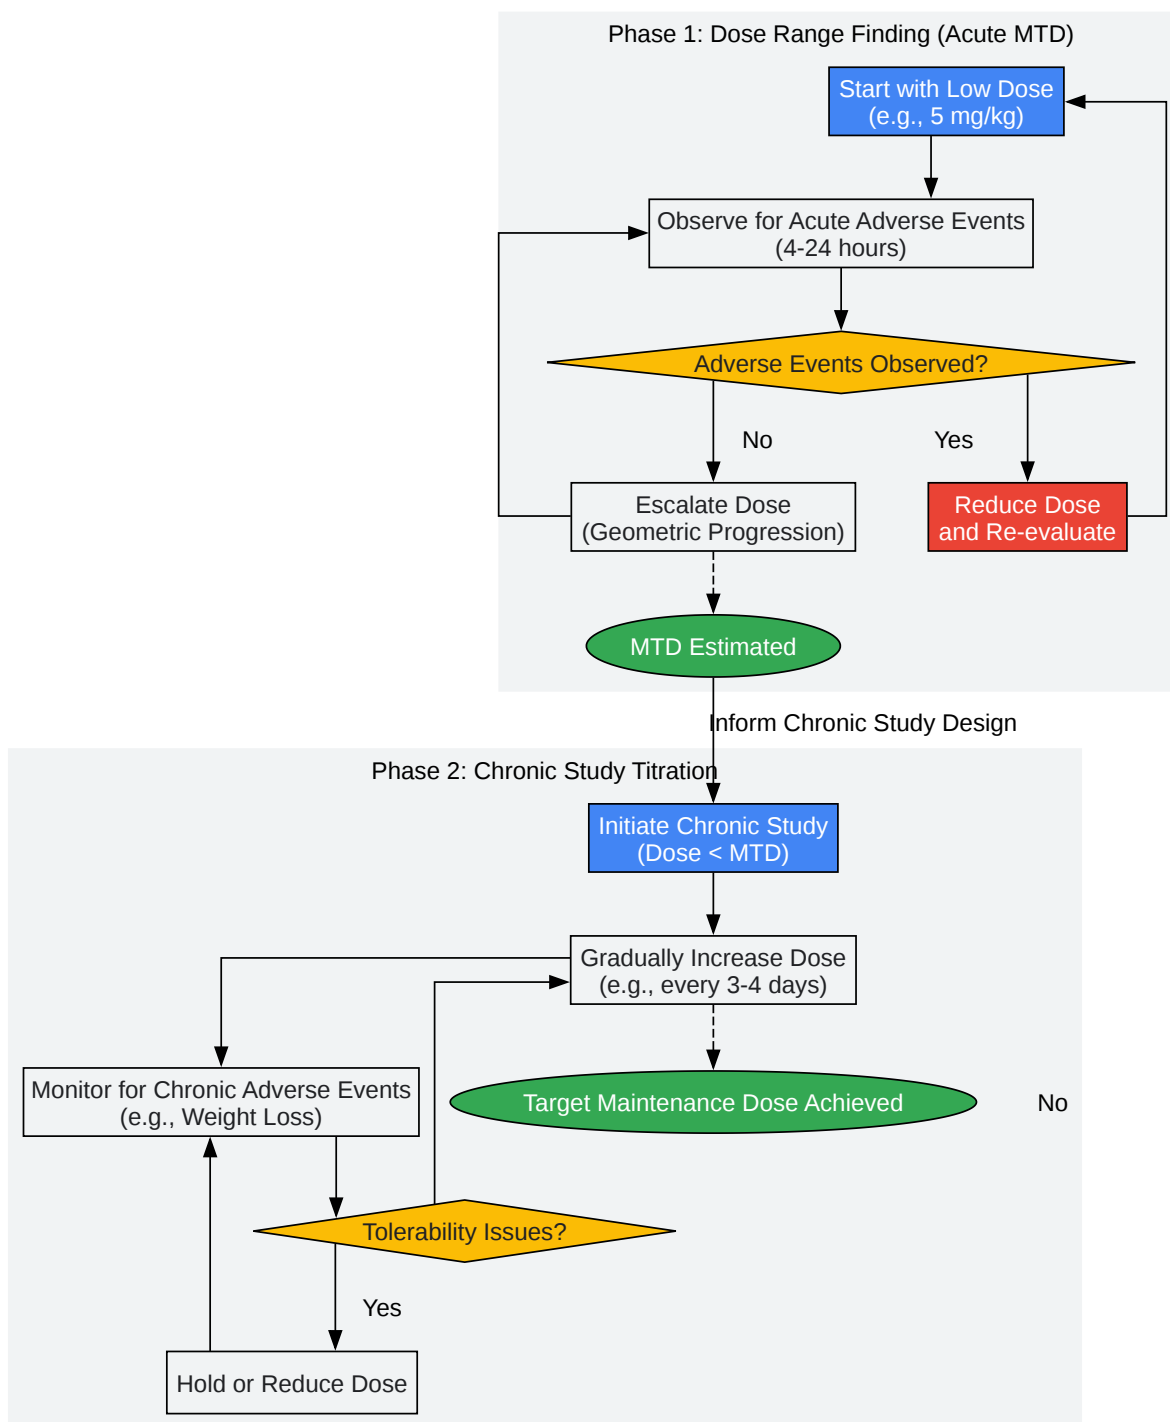 Phase 1: Dose Range Finding (Acute MTD)
Start with Low Dose
(e.g., 5 mg/kg)
Observe for Acute Adverse Events
(4-24 hours)
Adverse Events Observed?
No
Yes
Escalate Dose
(Geometric Progression)
Reduce Dose
and Re-evaluate
MTD Estimated
Inform Chronic Study Design
Phase 2: Chronic Study Titration
Initiate Chronic Study
(Dose < MTD)
Gradually Increase Dose
(e.g., every 3-4 days)
Monitor for Chronic Adverse Events
(e.g., Weight Loss)
Target Maintenance Dose Achieved
No
Tolerability Issues?
Yes
Hold or Reduce Dose